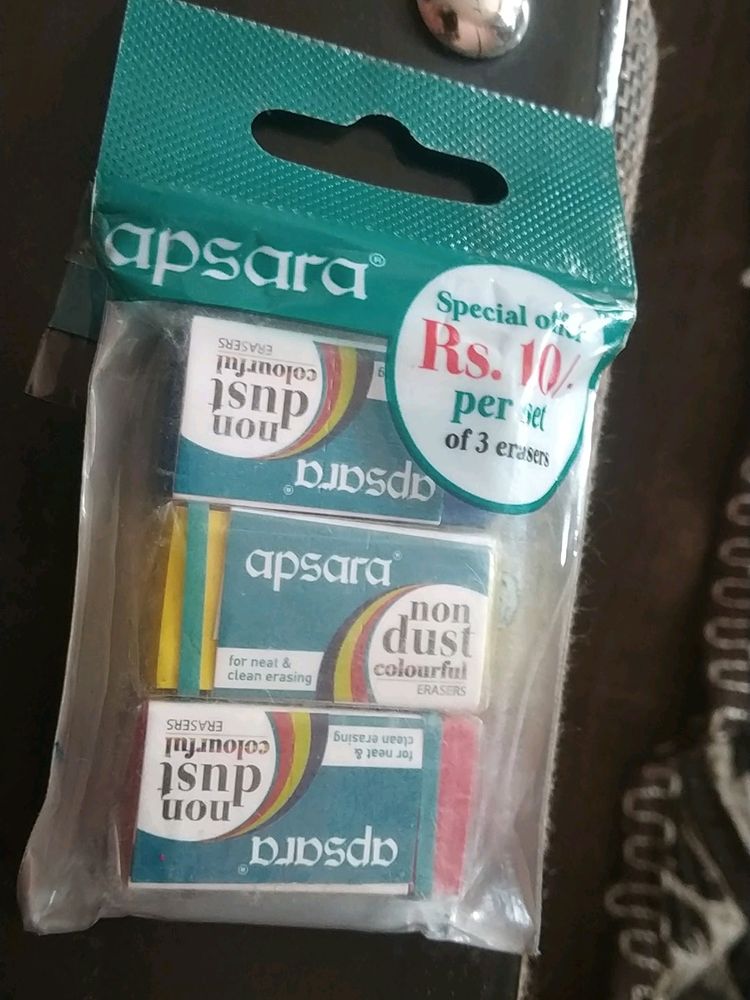 apsara®
Special offer
Rs. 10/-
per set
of 3 erasers
non
dust
colourful
ERASERS
apsara®
apsara®
non
dust
colourful
ERASERS
for neat &
clean erasing
non
dust
colourful
ERASERS
for neat &
clean erasing
apsara®